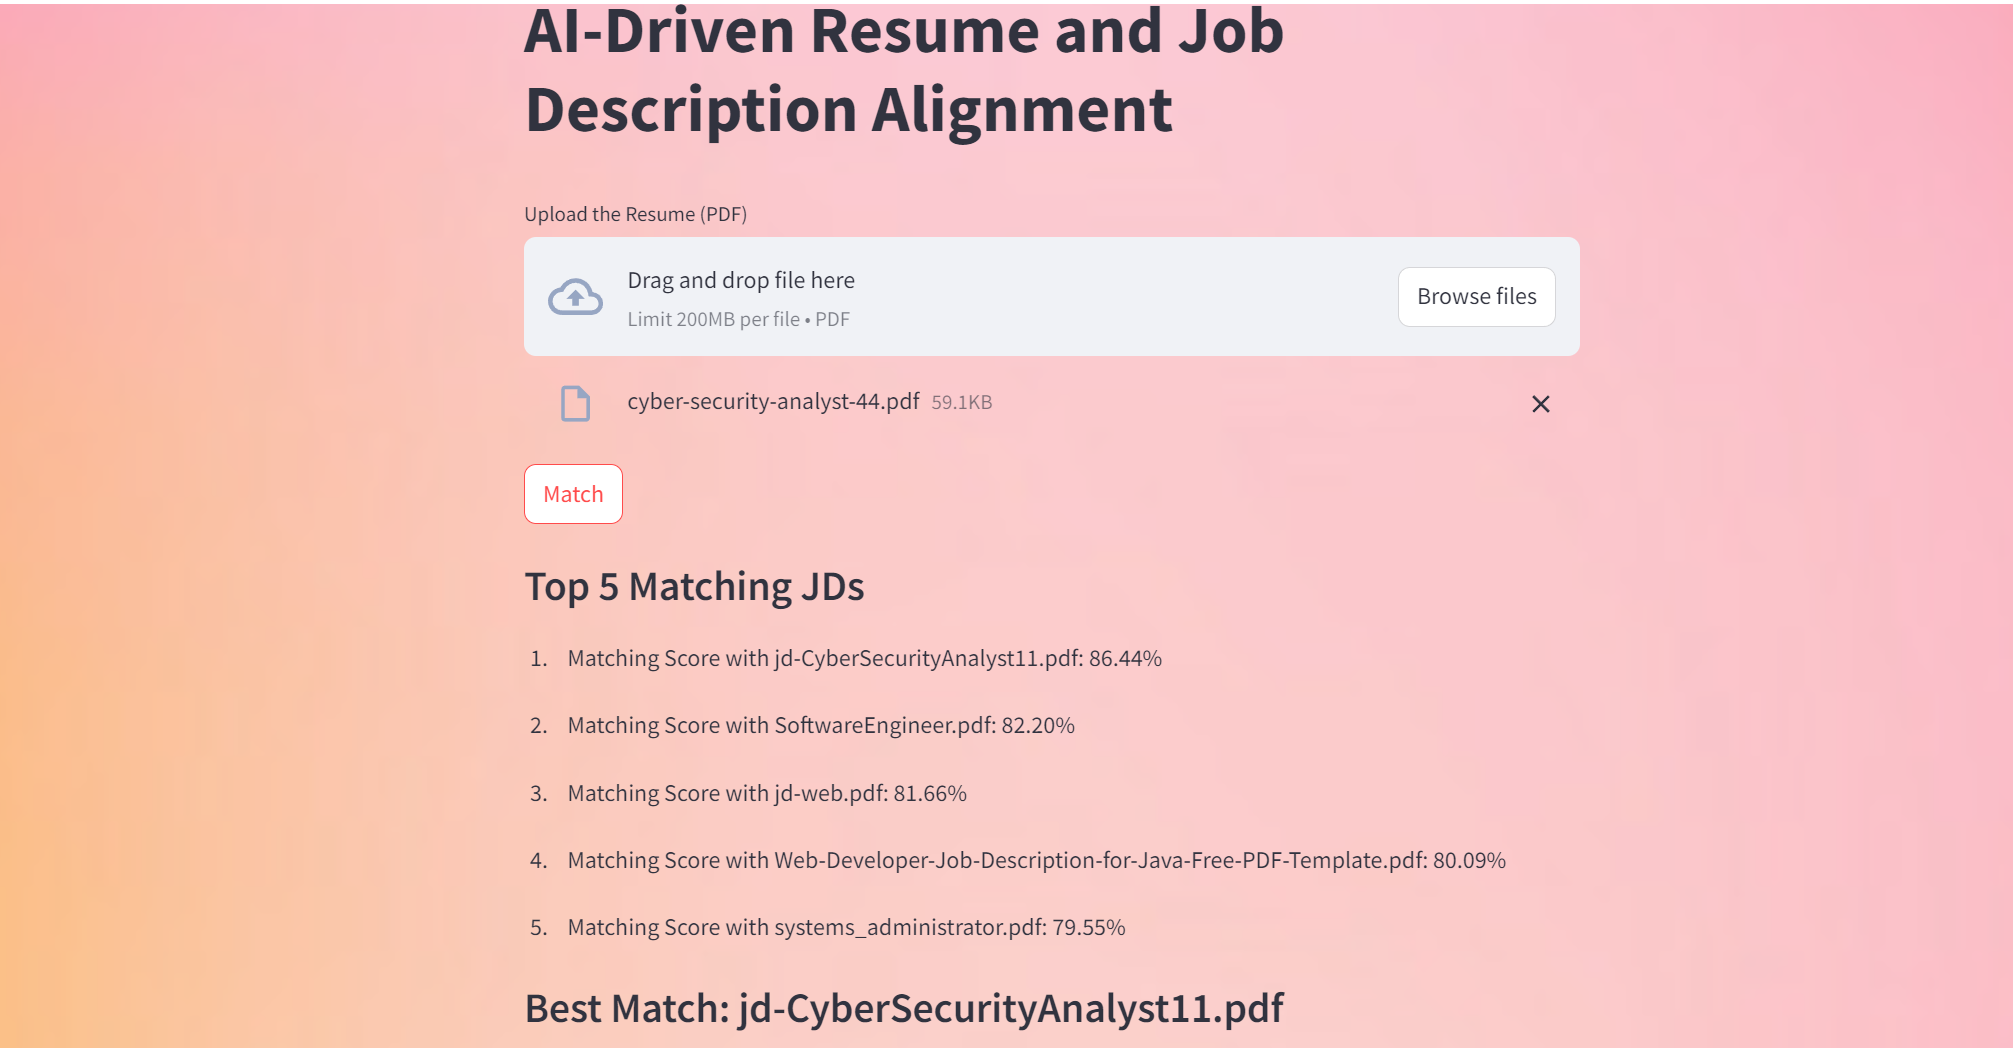 AI-Driven Resume and Job
Description Alignment
Upload the Resume (PDF)
Drag and drop file here
Limit 200MB per file • PDF
Browse files
cyber-security-analyst-44.pdf 59.1KB
Match
Top 5 Matching JDs
1. Matching Score with jd-CyberSecurityAnalyst11.pdf: 86.44%
2. Matching Score with SoftwareEngineer.pdf: 82.20%
3. Matching Score with jd-web.pdf: 81.66%
4. Matching Score with Web-Developer-Job-Description-for-Java-Free-PDF-Template.pdf: 80.09%
5. Matching Score with systems_administrator.pdf: 79.55%
Best Match: jd-CyberSecurityAnalyst11.pdf